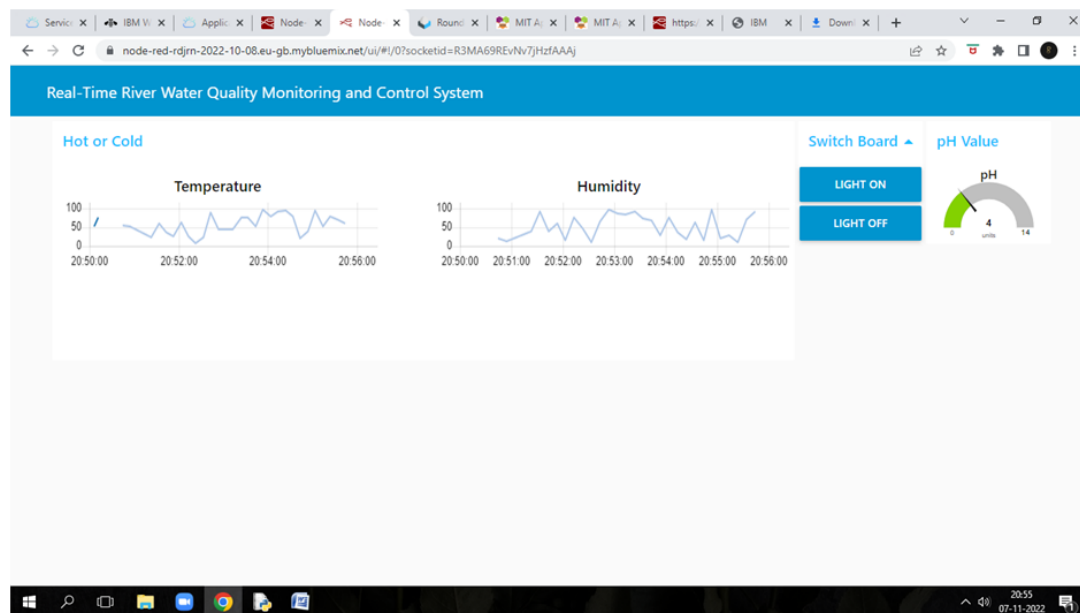 Service
IBM W
Applic
Node-
Node-
Round
MIT Ap
MIT Ap
https:/
IBM
Downl
node-red-rdjrn-2022-10-08.eu-gb.mybluemix.net/ui/#!/0?socketid=R3MA69REvNv7jHzfAAAj
Real-Time River Water Quality Monitoring and Control System
Hot or Cold
Switch Board
pH Value
Temperature
100
50
0
20:50:00 20:52:00 20:54:00 20:56:00
Humidity
100
50
0
20:50:00 20:51:00 20:52:00 20:53:00 20:54:00 20:55:00 20:56:00
LIGHT ON
LIGHT OFF
pH
4
0 units 14
20:55
07-11-2022